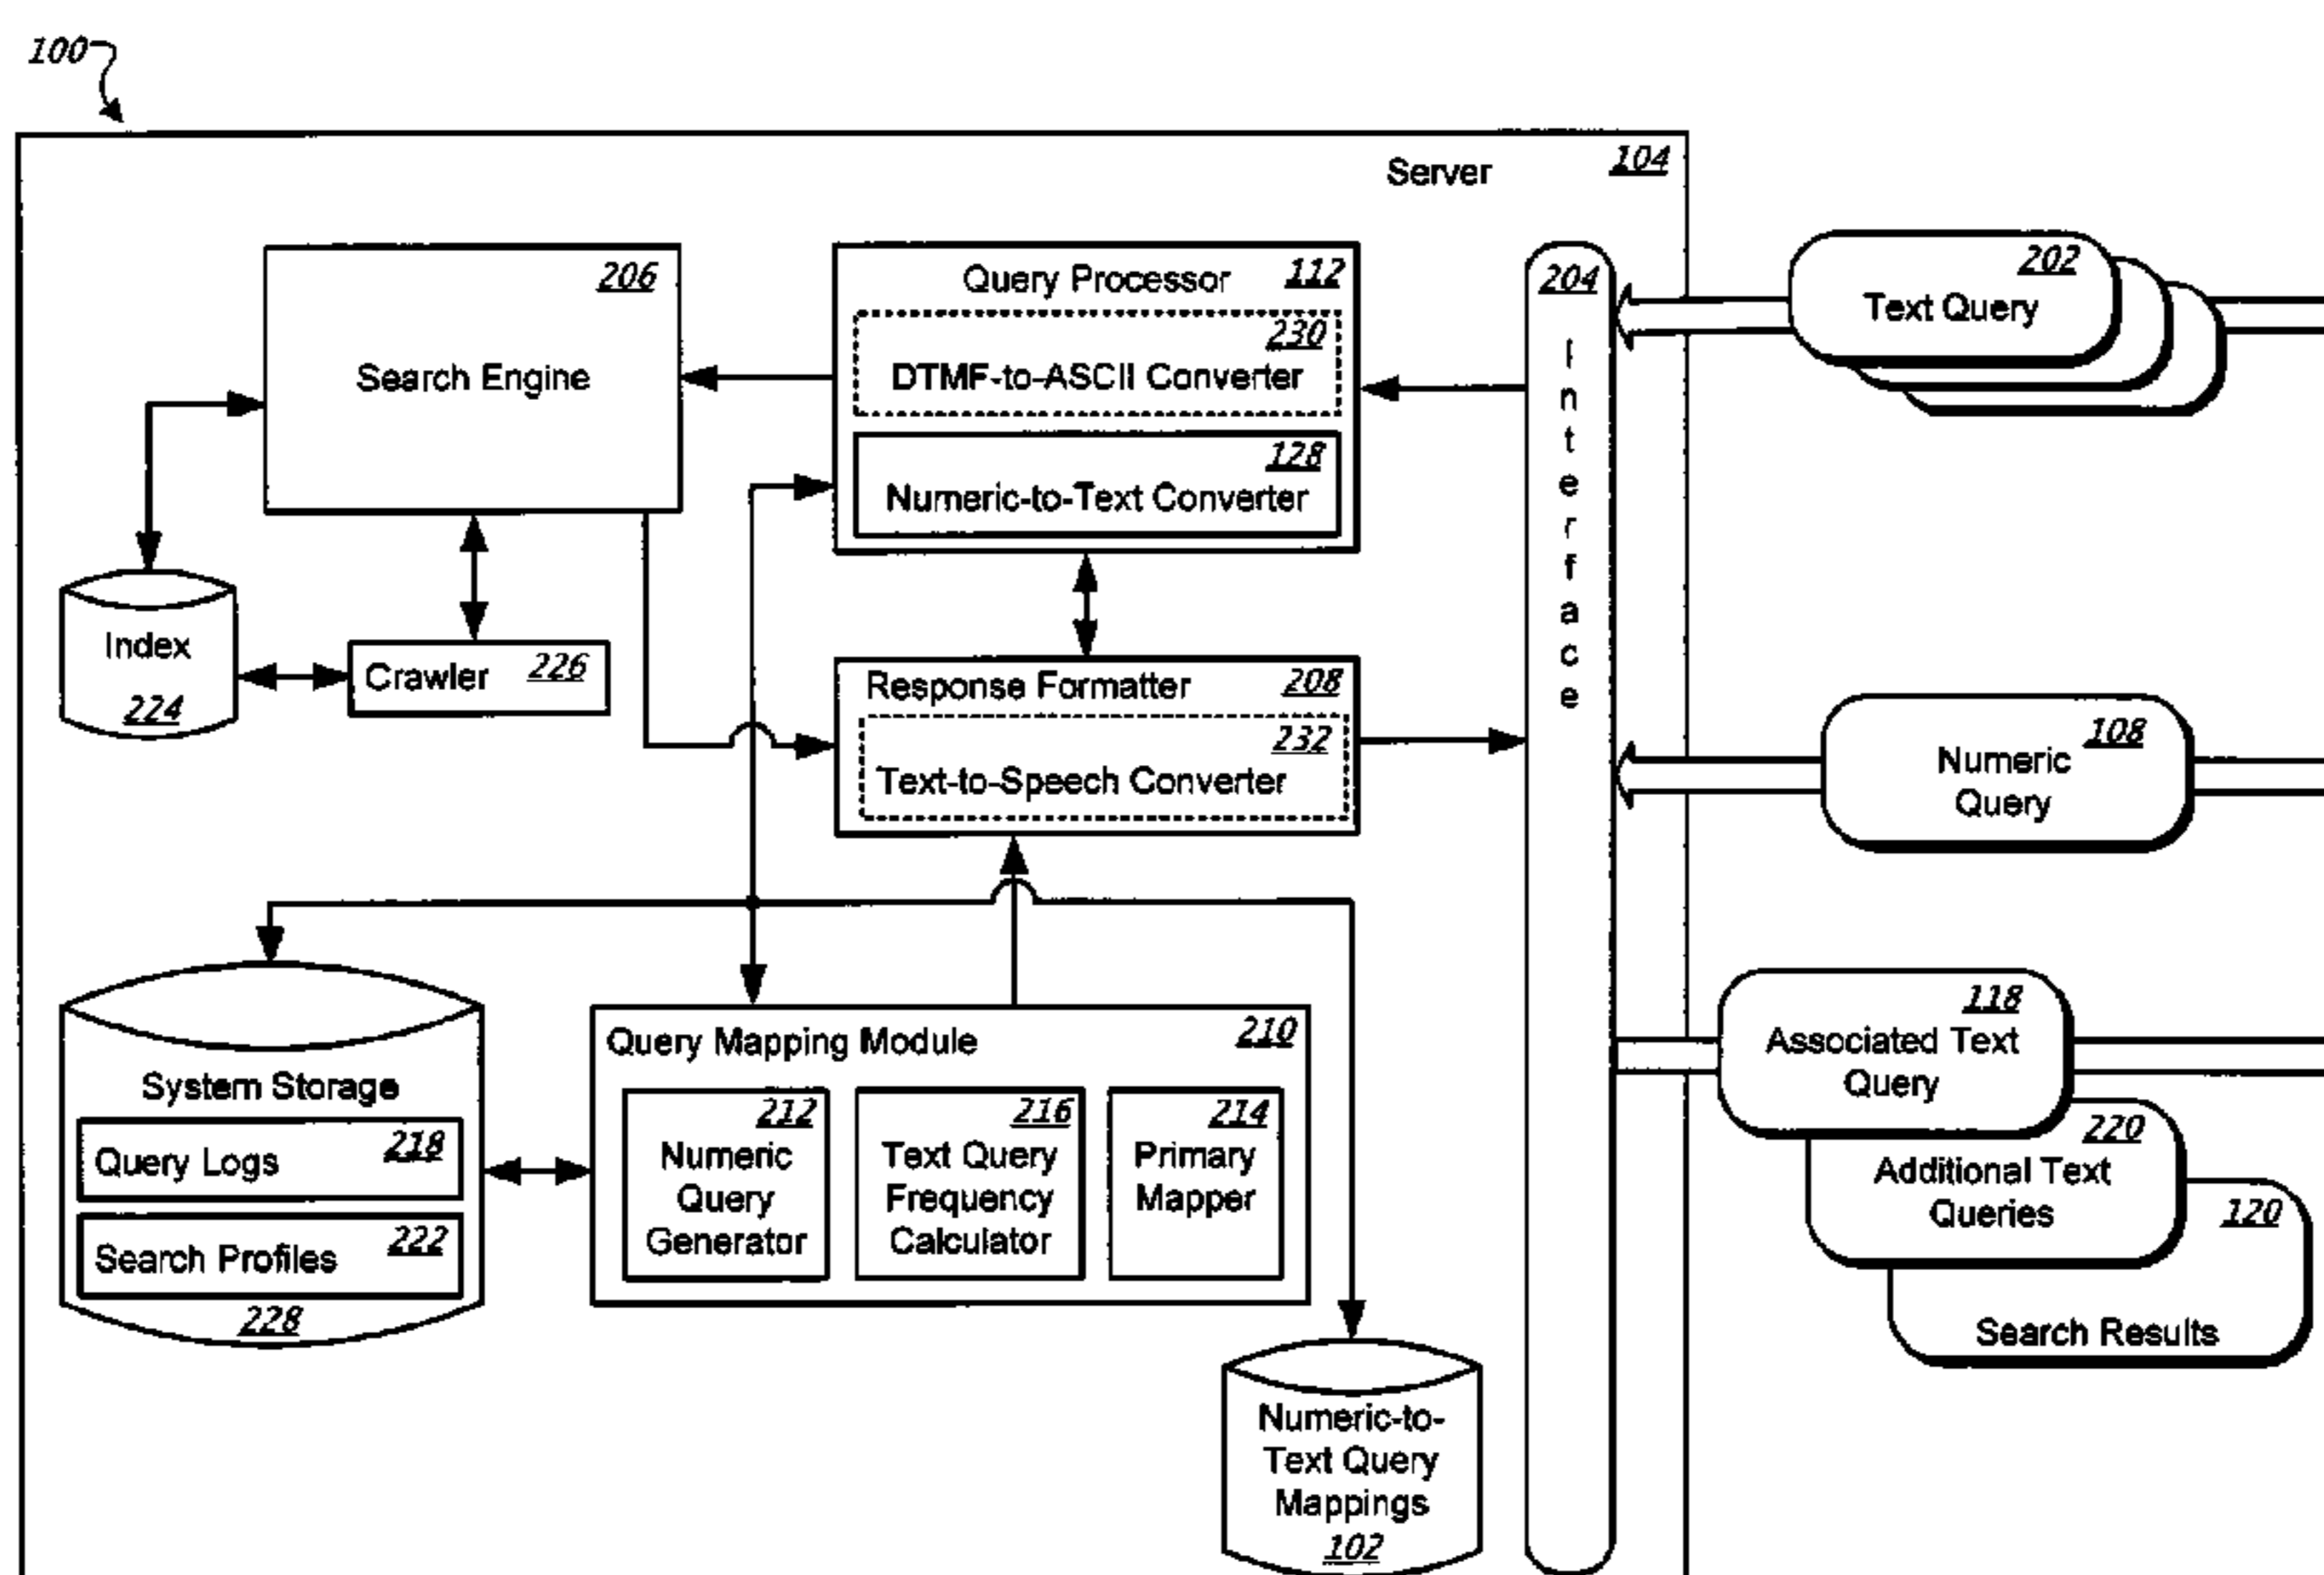 100
Server
104
206
Search Engine
Query Processor
112
230
DTMF-to-ASCII Converter
128
Numeric-to-Text Converter
204
Interface
202
Text Query
Index
224
Crawler
226
Response Formatter
208
232
Text-to-Speech Converter
108
Numeric
Query
System Storage
Query Logs
218
Search Profiles
222
228
Query Mapping Module
210
212
Numeric
Query
Generator
216
Text Query
Frequency
Calculator
214
Primary
Mapper
118
Associated Text
Query
220
Additional Text
Queries
120
Search Results
Numeric-to-
Text Query
Mappings
102